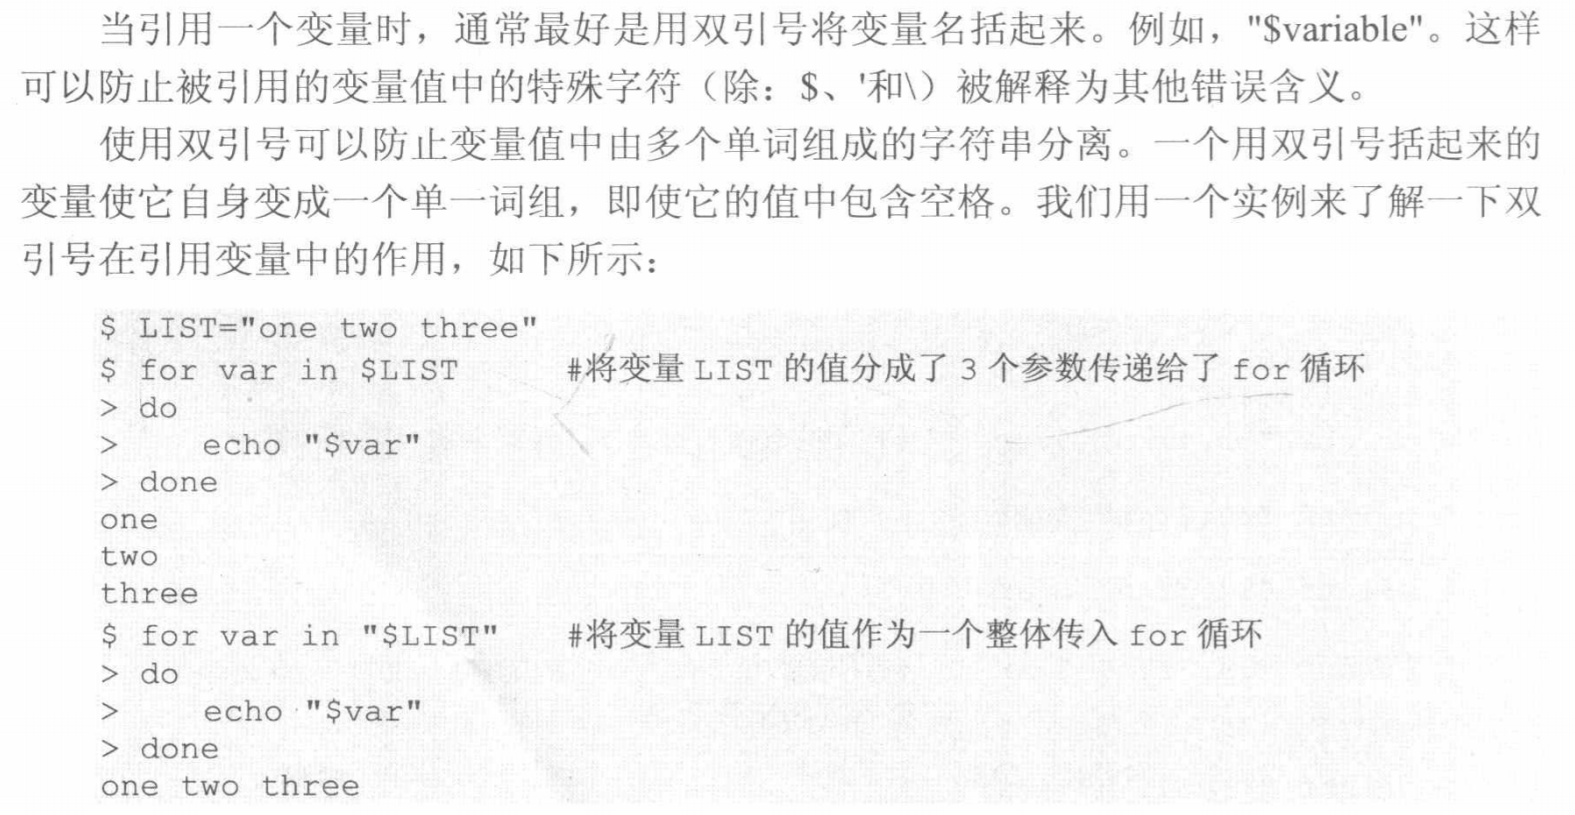 当引用一个变量时，通常最好是用双引号将变量名括起来。例如，"$variable"。这样
可以防止被引用的变量值中的特殊字符（除：$、'和\）被解释为其他错误含义。
使用双引号可以防止变量值中由多个单词组成的字符串分离。一个用双引号括起来的
变量使它自身变成一个单一词组，即使它的值中包含空格。我们用一个实例来了解一下双
引号在引用变量中的作用，如下所示：
$ LIST="one two three"
$ for var in $LIST #将变量 LIST 的值分成了 3 个参数传递给了 for 循环
> do
> echo "$var"
> done
one
two
three
$ for var in "$LIST" #将变量 LIST 的值作为一个整体传入 for 循环
> do
> echo "$var"
> done
one two three